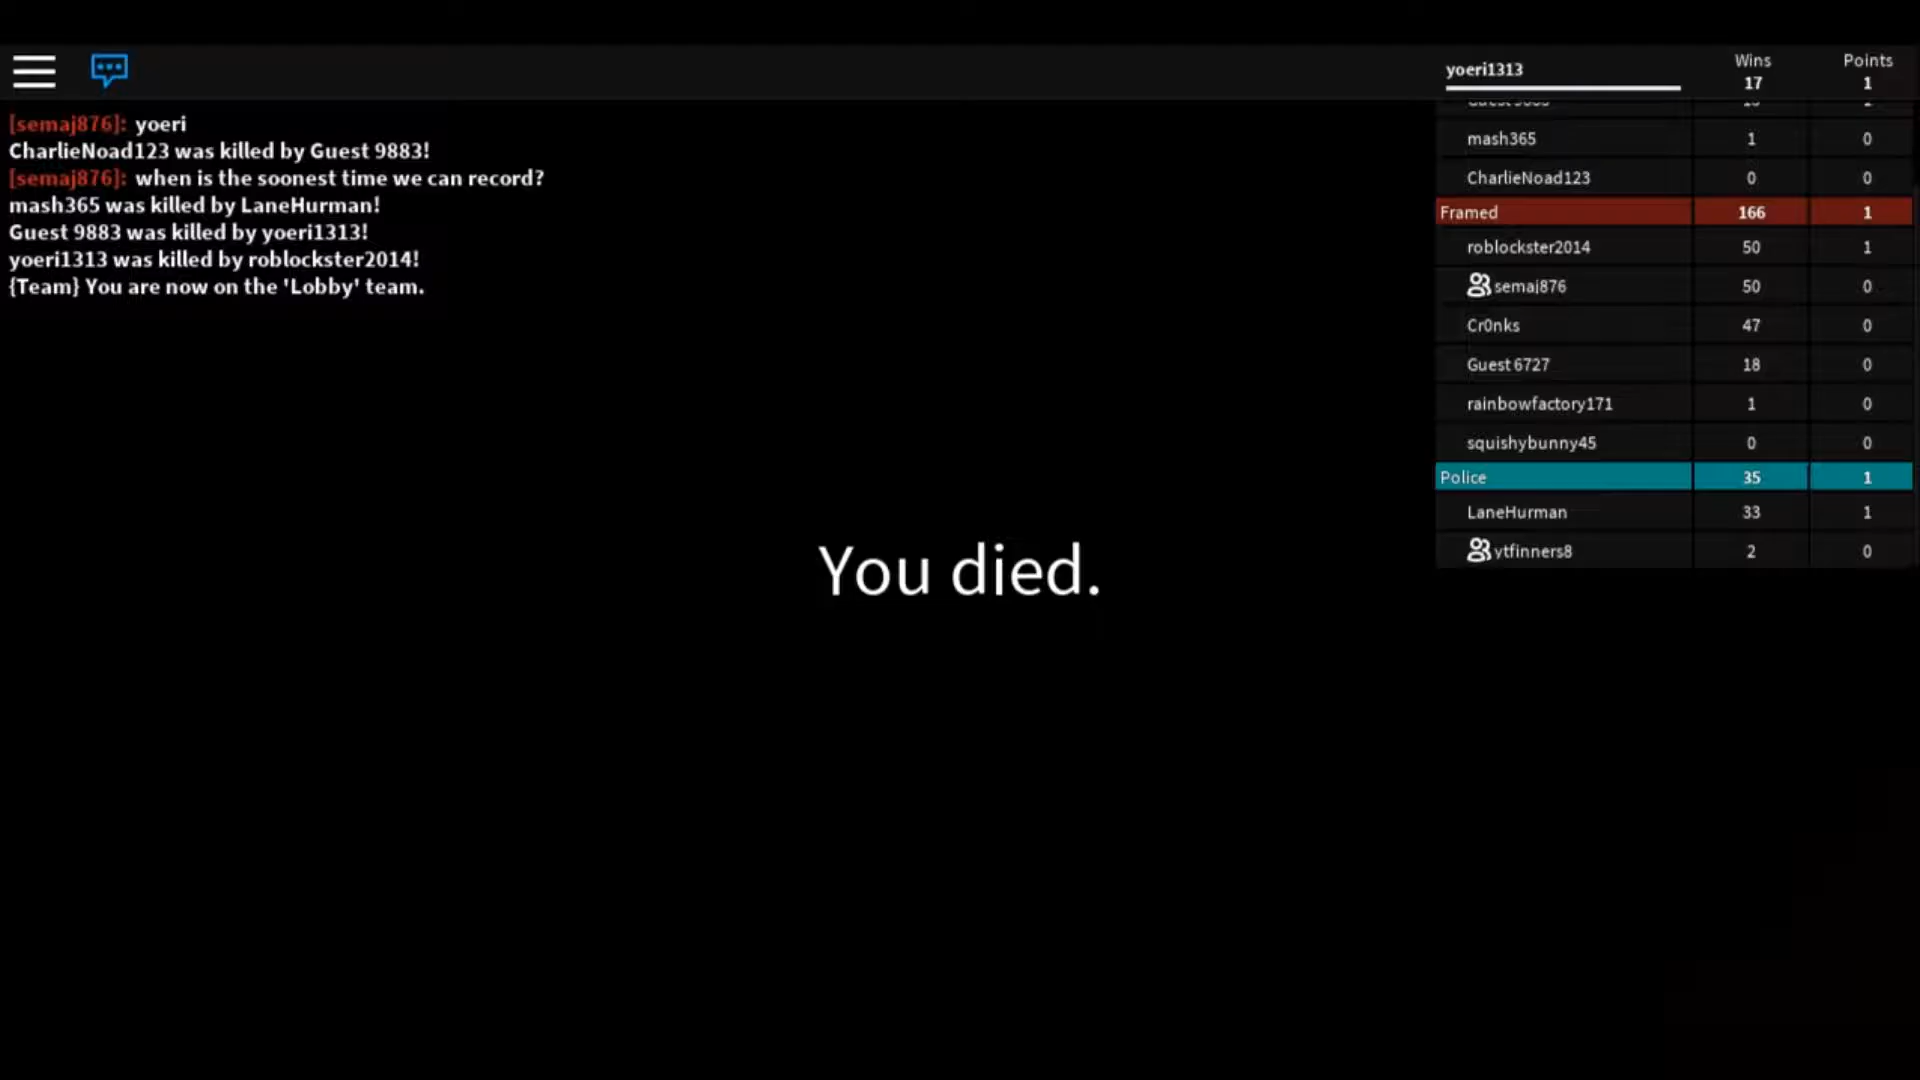 yoeri1313 Wins Points
17 1
[semaj876]: yoeri
CharlieNoad123 was killed by Guest 9883!
[semaj876]: when is the soonest time we can record?
mash365 was killed by LaneHurman!
Guest 9883 was killed by yoeri1313!
yoeri1313 was killed by roblockster2014!
{Team} You are now on the 'Lobby' team.
mash365 1 0
CharlieNoad123 0 0
Framed 166 1
roblockster2014 50 1
semaj876 50 0
Cr0nks 47 0
Guest 6727 18 0
rainbowfactory171 1 0
squishybunny45 0 0
Police 35 1
LaneHurman 33 1
ytfinners8 2 0
You died.